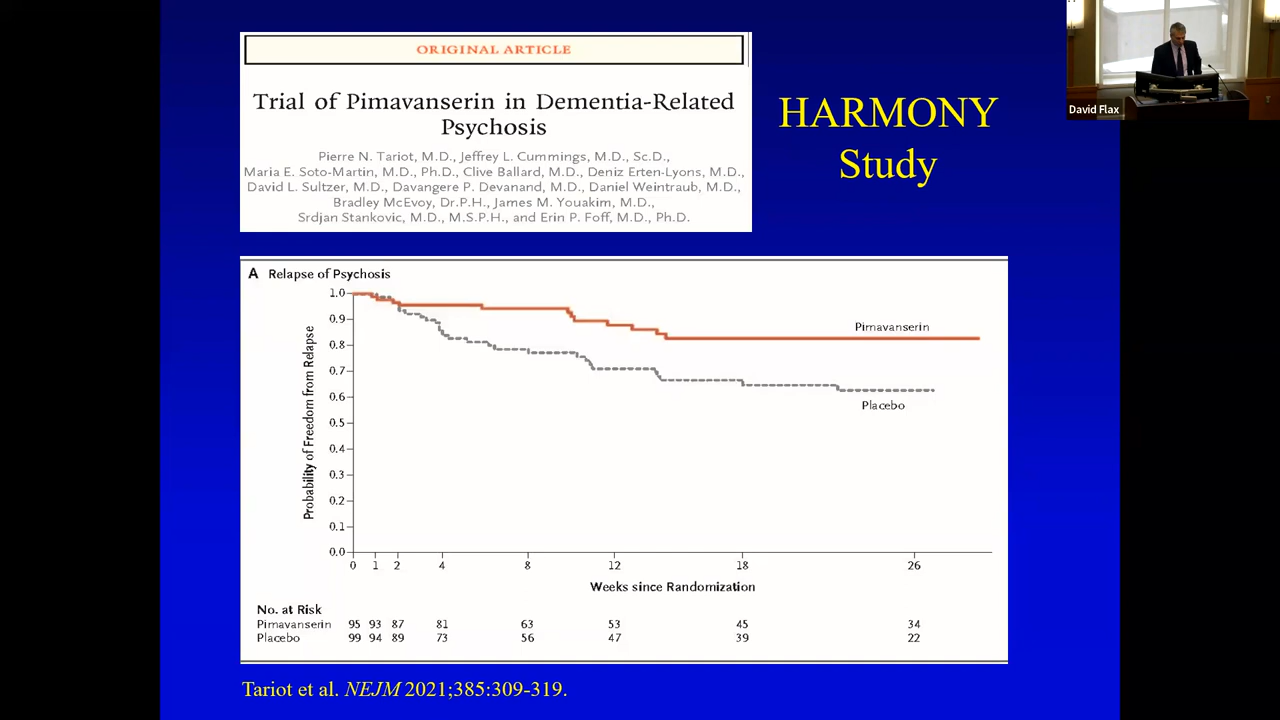 ORIGINAL ARTICLE
Trial of Pimavanserin in Dementia-Related
Psychosis
Pierre N. Tariot, M.D., Jeffrey L. Cummings, M.D., Sc.D.,
Maria E. Soto-Martin, M.D., Ph.D., Clive Ballard, M.D., Deniz Erten-Lyons, M.D.,
David L. Sultzer, M.D., Davangere P. Devanand, M.D., Daniel Weintraub, M.D.,
Bradley McEvoy, Dr.P.H., James M. Youakim, M.D.,
Srdjan Stankovic, M.D., M.S.P.H., and Erin P. Foff, M.D., Ph.D.
HARMONY
Study
David Flax
A Relapse of Psychosis
Probability of Freedom from Relapse
1.0
0.9
0.8
0.7
0.6
0.5
0.4
0.3
0.2
0.1
0.0
Pimavanserin
Placebo
0 1 2 4 8 12 18 26
Weeks since Randomization
No. at Risk
Pimavanserin 95 93 87 81 63 53 45 34
Placebo 99 94 89 73 56 47 39 22
Tariot et al. NEJM 2021;385:309-319.